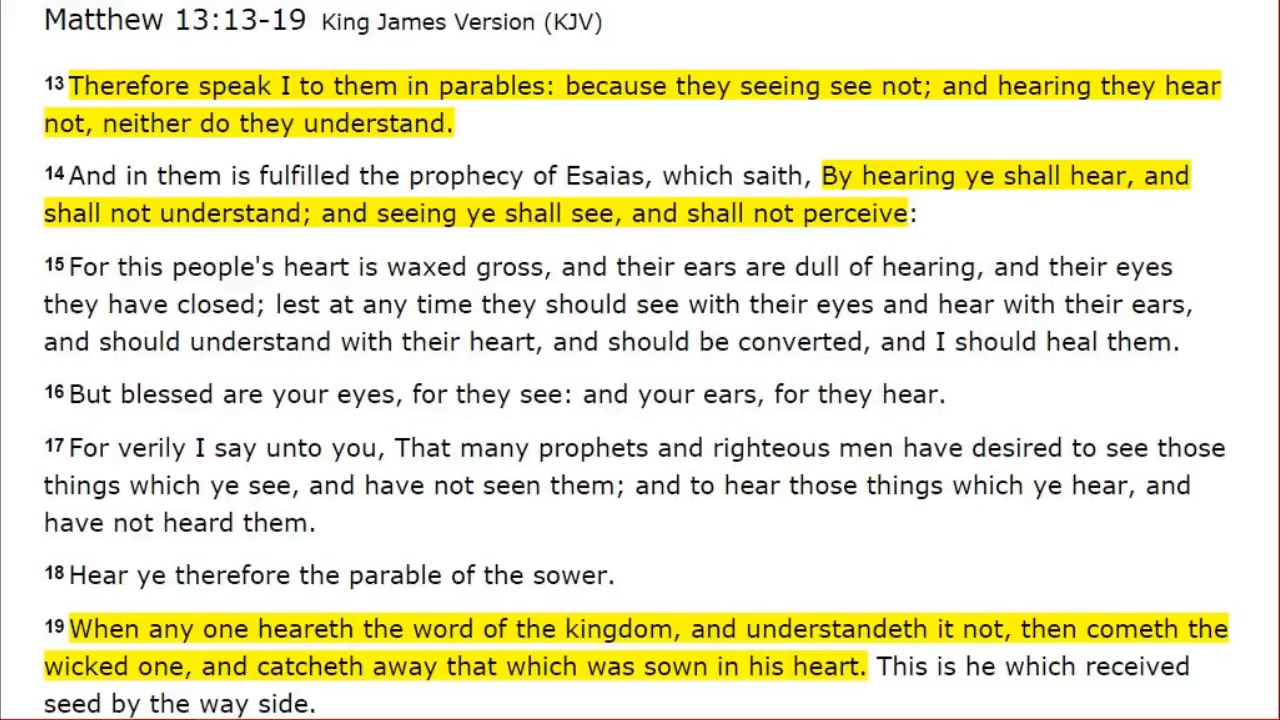 Matthew 13:13-19 King James Version (KJV)
13 Therefore speak I to them in parables: because they seeing see not; and hearing they hear
not, neither do they understand.
14 And in them is fulfilled the prophecy of Esaias, which saith, By hearing ye shall hear, and
shall not understand; and seeing ye shall see, and shall not perceive:
15 For this people's heart is waxed gross, and their ears are dull of hearing, and their eyes
they have closed; lest at any time they should see with their eyes and hear with their ears,
and should understand with their heart, and should be converted, and I should heal them.
16 But blessed are your eyes, for they see: and your ears, for they hear.
17 For verily I say unto you, That many prophets and righteous men have desired to see those
things which ye see, and have not seen them; and to hear those things which ye hear, and
have not heard them.
18 Hear ye therefore the parable of the sower.
19 When any one heareth the word of the kingdom, and understandeth it not, then cometh the
wicked one, and catcheth away that which was sown in his heart. This is he which received
seed by the way side.